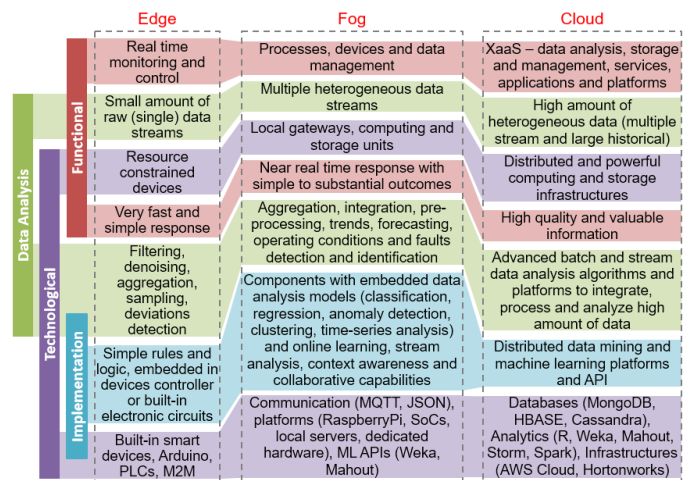 Edge
Fog
Cloud
Data Analysis
Functional
Technological
Implementation
Real time
monitoring and
control
Processes, devices and data
management
XaaS – data analysis, storage
and management, services,
applications and platforms
Small amount of
raw (single) data
streams
Multiple heterogeneous data
streams
High amount of
heterogeneous data (multiple
stream and large historical)
Resource
constrained
devices
Local gateways, computing and
storage units
Distributed and powerful
computing and storage
infrastructures
Very fast and
simple response
Near real time response with
simple to substantial outcomes
High quality and valuable
information
Filtering,
denoising,
aggregation,
sampling,
deviations
detection
Aggregation, integration, pre-
processing, trends, forecasting,
operating conditions and faults
detection and identification
Advanced batch and stream
data analysis algorithms and
platforms to integrate,
process and analyze high
amount of data
Simple rules and
logic, embedded in
devices controller
or built-in
electronic circuits
Components with embedded data
analysis models (classification,
regression, anomaly detection,
clustering, time-series analysis)
and online learning, stream
analysis, context awareness and
collaborative capabilities
Distributed data mining and
machine learning platforms
and API
Built-in smart
devices, Arduino,
PLCs, M2M
Communication (MQTT, JSON),
platforms (RaspberryPi, SoCs,
local servers, dedicated
hardware), ML APIs (Weka,
Mahout)
Databases (MongoDB,
HBASE, Cassandra),
Analytics (R, Weka, Mahout,
Storm, Spark), Infrastructures
(AWS Cloud, Hortonworks)